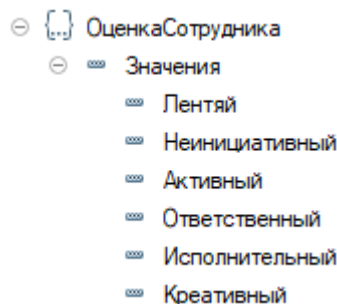 ОценкаСотрудника
Значения
Лентяй
Неинициативный
Активный
Ответственный
Исполнительный
Креативный